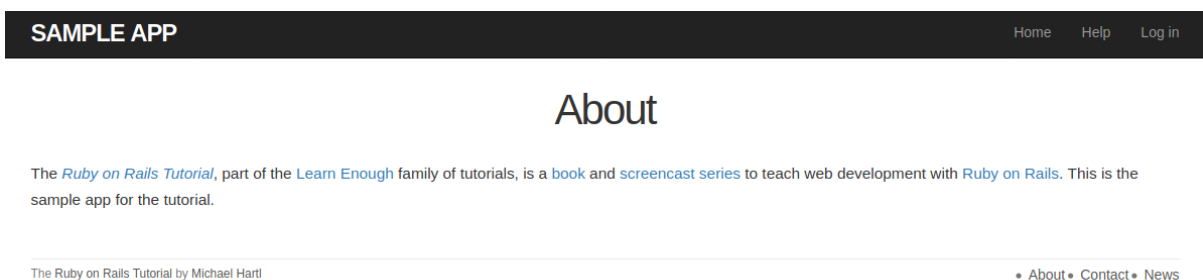 SAMPLE APP Home Help Log in
About
The Ruby on Rails Tutorial, part of the Learn Enough family of tutorials, is a book and screencast series to teach web development with Ruby on Rails. This is the
sample app for the tutorial.
The Ruby on Rails Tutorial by Michael Hartl • About • Contact • News